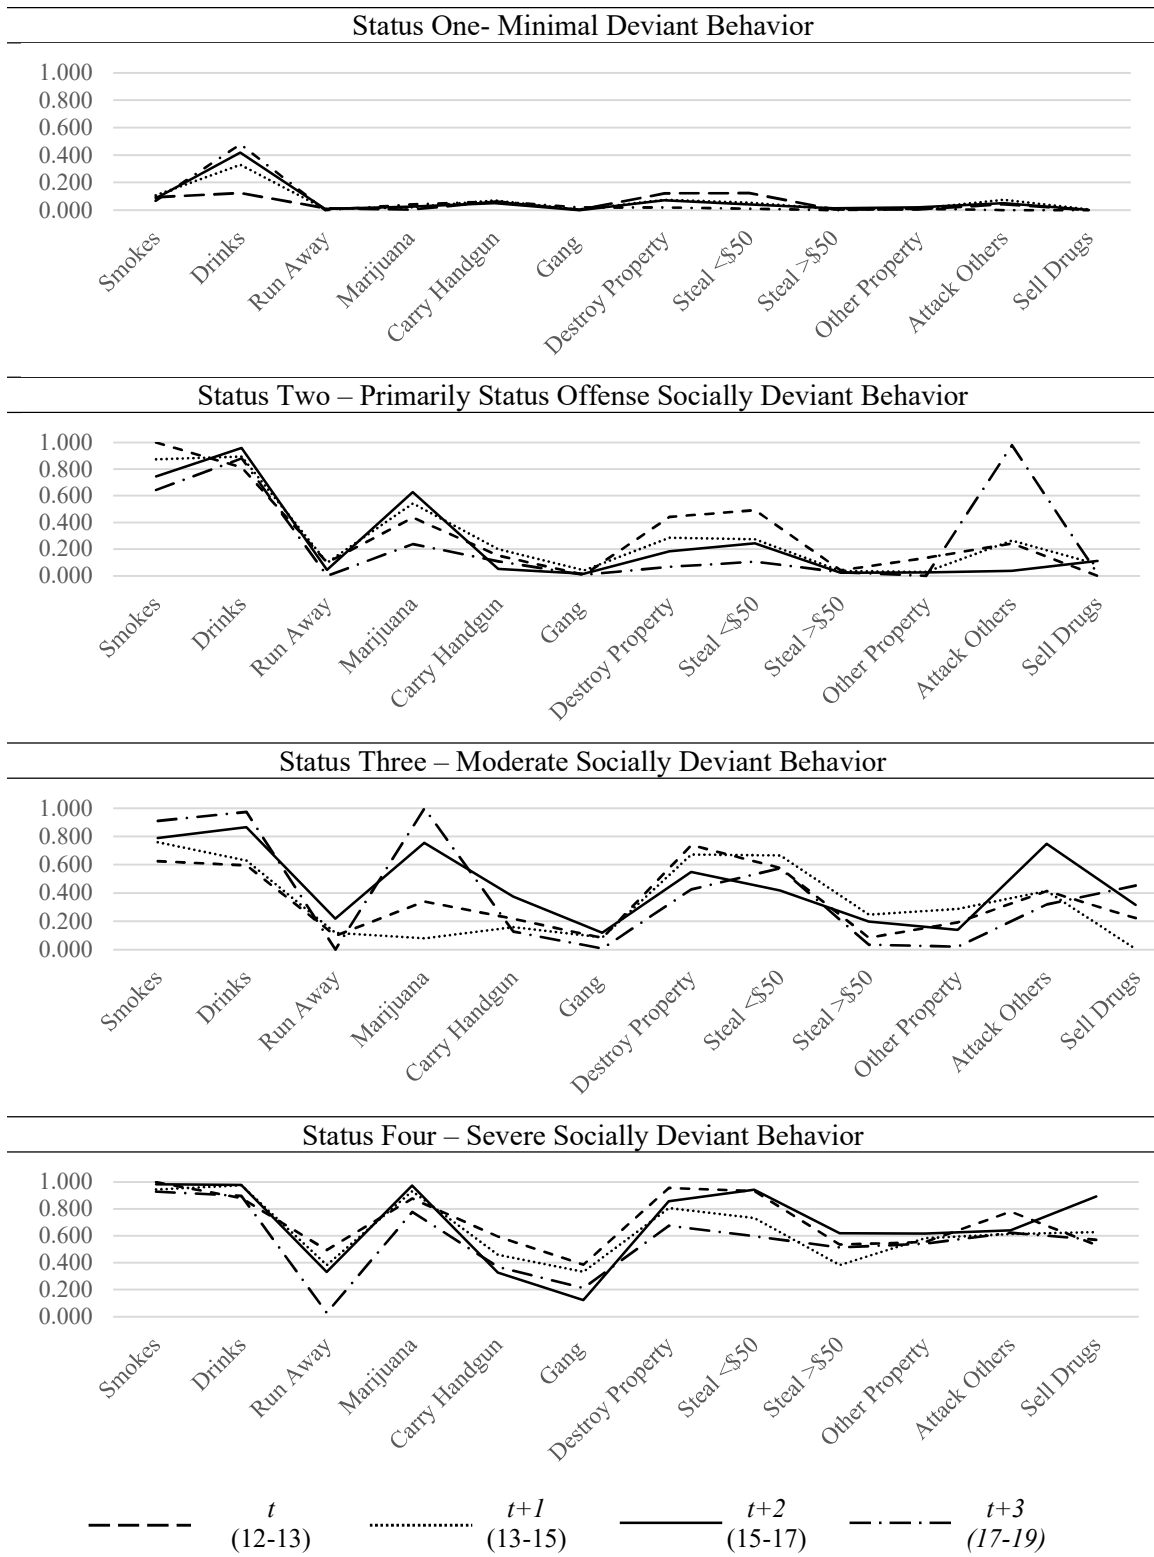 Status One- Minimal Deviant Behavior
1.000
0.800
0.600
0.400
0.200
0.000
Smokes
Drinks
Run Away
Marijuana
Carry Handgun
Gang
Destroy Property
Steal <$50
Steal >$50
Other Property
Attack Others
Sell Drugs
Status Two – Primarily Status Offense Socially Deviant Behavior
1.000
0.800
0.600
0.400
0.200
0.000
Smokes
Drinks
Run Away
Marijuana
Carry Handgun
Gang
Destroy Property
Steal <$50
Steal >$50
Other Property
Attack Others
Sell Drugs
Status Three – Moderate Socially Deviant Behavior
1.000
0.800
0.600
0.400
0.200
0.000
Smokes
Drinks
Run Away
Marijuana
Carry Handgun
Gang
Destroy Property
Steal <$50
Steal >$50
Other Property
Attack Others
Sell Drugs
Status Four – Severe Socially Deviant Behavior
1.000
0.800
0.600
0.400
0.200
0.000
Smokes
Drinks
Run Away
Marijuana
Carry Handgun
Gang
Destroy Property
Steal <$50
Steal >$50
Other Property
Attack Others
Sell Drugs
t t+1 t+2 t+3
(12-13) (13-15) (15-17) (17-19)